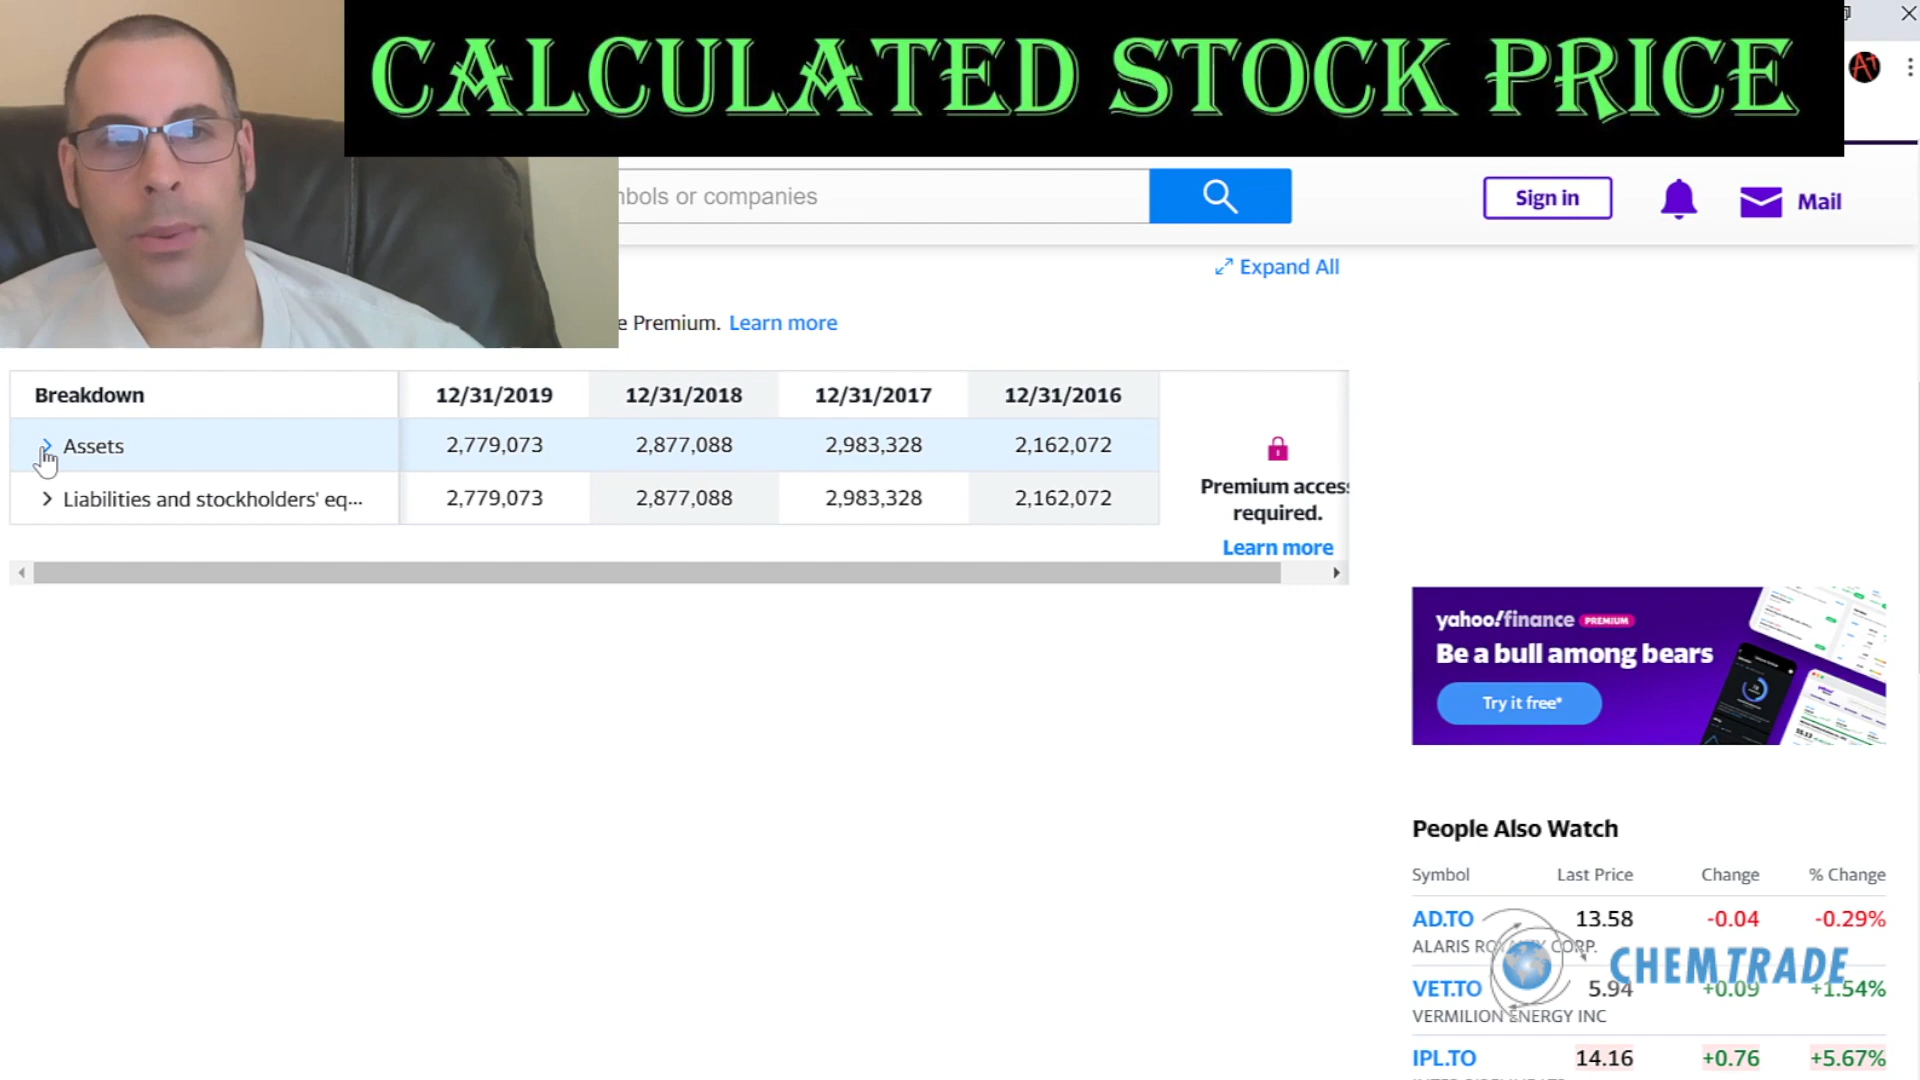 CALCULATED STOCK PRICE
nbols or companies
Sign in
Mail
Expand All
e Premium. Learn more
Breakdown 12/31/2019 12/31/2018 12/31/2017 12/31/2016
Assets 2,779,073 2,877,088 2,983,328 2,162,072
Liabilities and stockholders' eq... 2,779,073 2,877,088 2,983,328 2,162,072
Premium access
required.
Learn more
yahoo!finance PREMIUM
Be a bull among bears
Try it free*
People Also Watch
Symbol Last Price Change % Change
AD.TO 13.58 -0.04 -0.29%
ALARIS ROYALTY CORP.
CHEMTRADE
VET.TO 5.94 +0.09 +1.54%
VERMILION ENERGY INC
IPL.TO 14.16 +0.76 +5.67%